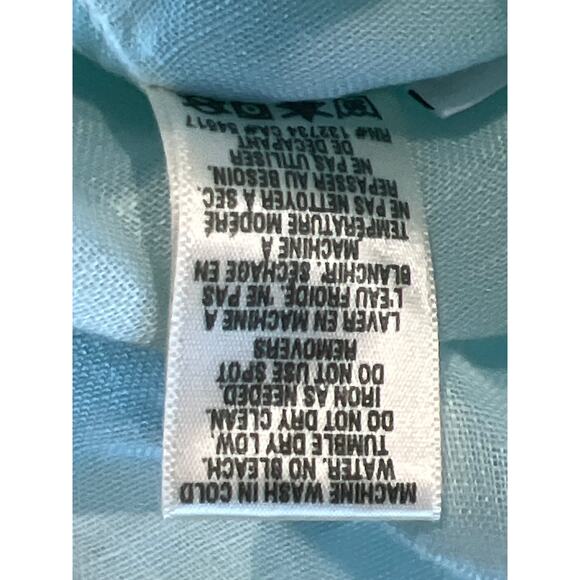 MACHINE WASH IN COLD
WATER. NO BLEACH.
TUMBLE DRY LOW.
DO NOT DRY CLEAN.
IRON AS NEEDED
DO NOT USE SPOT
REMOVERS
LAVER EN MACHINE À
L'EAU FROIDE. NE PAS
BLANCHIR. SÉCHAGE EN
MACHINE À
TEMPÉRATURE MODÉRÉ
NE PAS NETTOYER À SEC.
REPASSER AU BESOIN.
NE PAS UTILISER
DE DÉCAPANT
RN# 132734 CA# 54617